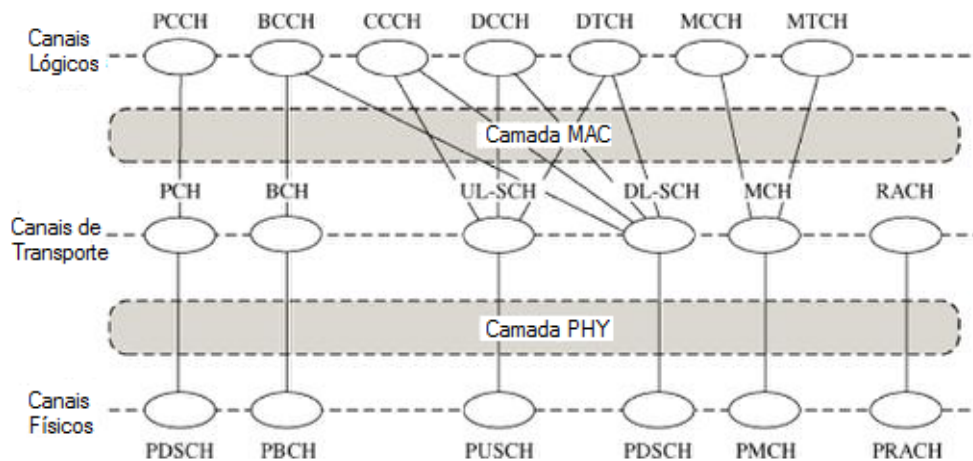 PCCH BCCH CCCH DCCH DTCH MCCH MTCH
Canais
Lógicos
Camada MAC
PCH BCH UL-SCH DL-SCH MCH RACH
Canais de
Transporte
Camada PHY
Canais
Físicos
PDSCH PBCH PUSCH PDSCH PMCH PRACH